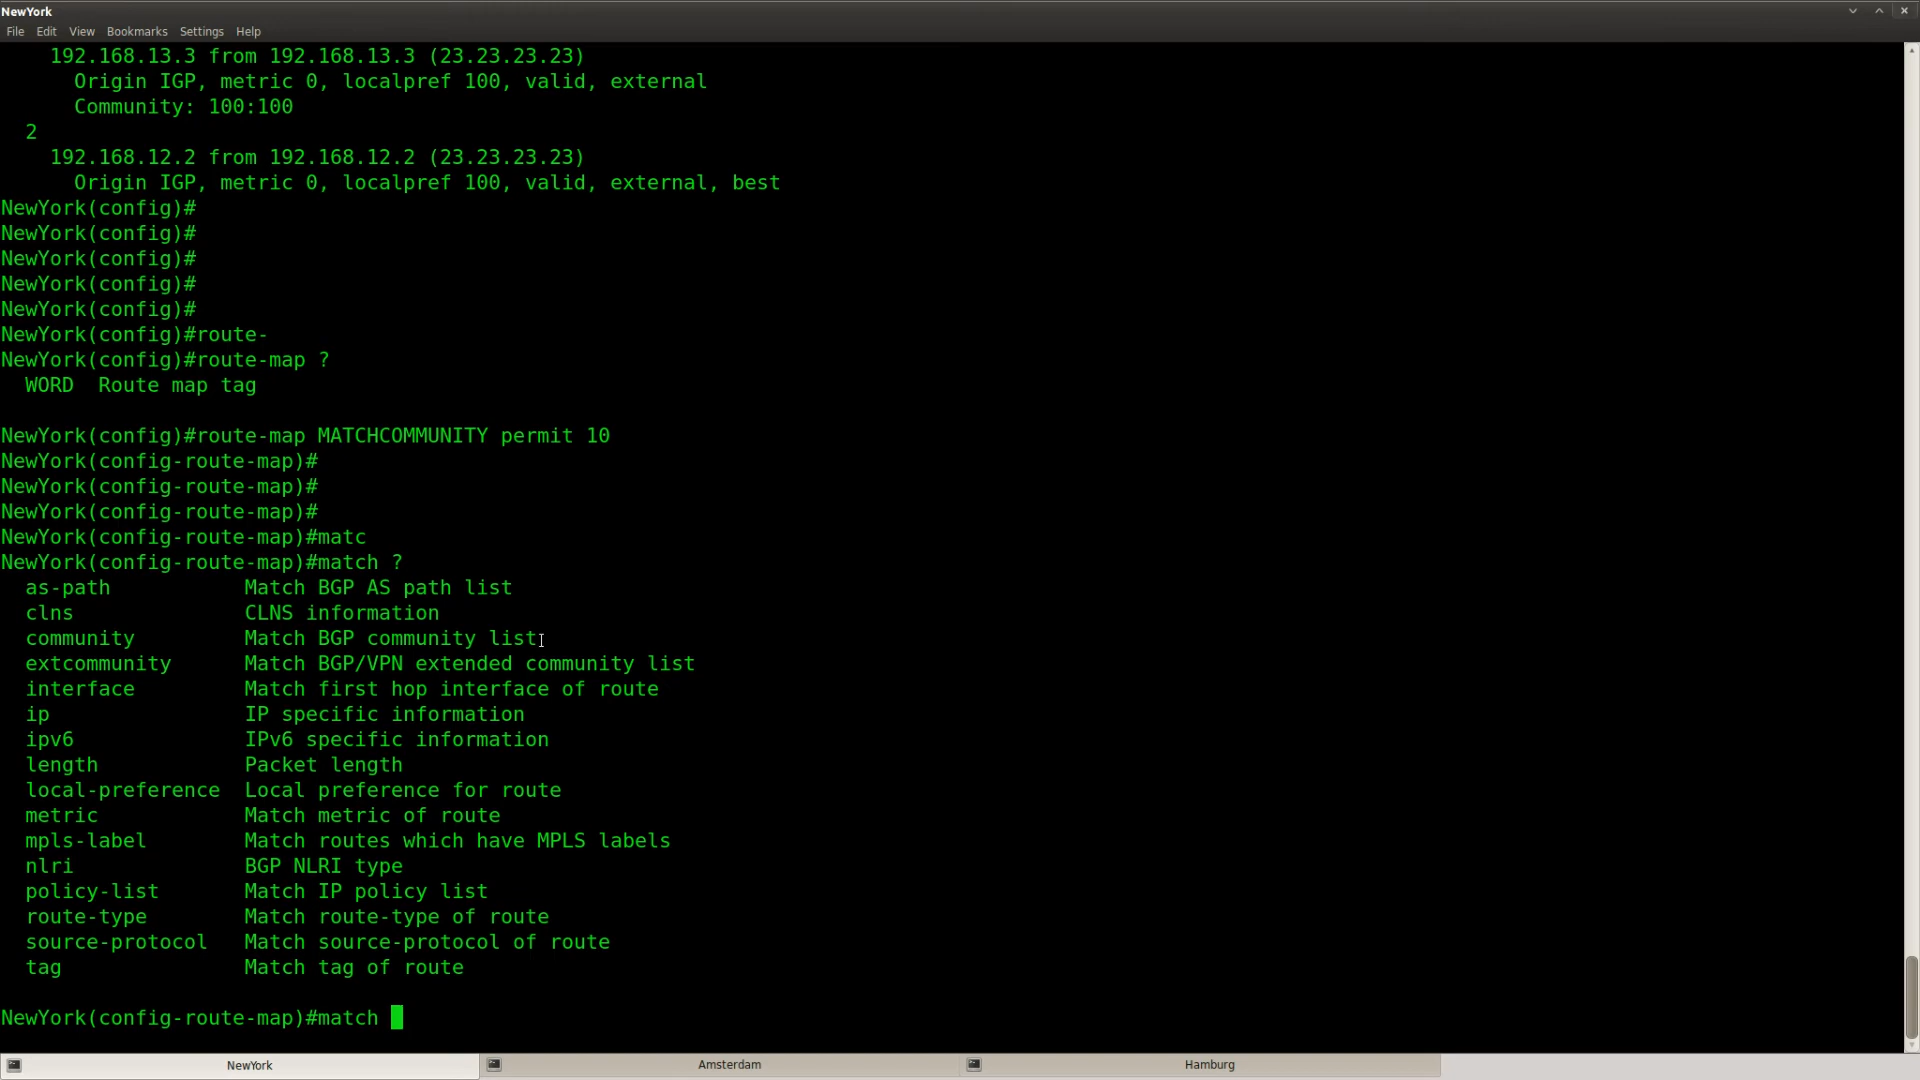 NewYork
File Edit View Bookmarks Settings Help
192.168.13.3 from 192.168.13.3 (23.23.23.23)
Origin IGP, metric 0, localpref 100, valid, external
Community: 100:100
2
192.168.12.2 from 192.168.12.2 (23.23.23.23)
Origin IGP, metric 0, localpref 100, valid, external, best
NewYork(config)#
NewYork(config)#
NewYork(config)#
NewYork(config)#
NewYork(config)#
NewYork(config)#route-
NewYork(config)#route-map ?
WORD  Route map tag
NewYork(config)#route-map MATCHCOMMUNITY permit 10
NewYork(config-route-map)#
NewYork(config-route-map)#
NewYork(config-route-map)#
NewYork(config-route-map)#matc
NewYork(config-route-map)#match ?
as-path           Match BGP AS path list
clns              CLNS information
community         Match BGP community list
extcommunity      Match BGP/VPN extended community list
interface         Match first hop interface of route
ip                IP specific information
ipv6              IPv6 specific information
length            Packet length
local-preference  Local preference for route
metric            Match metric of route
mpls-label        Match routes which have MPLS labels
nlri              BGP NLRI type
policy-list       Match IP policy list
route-type        Match route-type of route
source-protocol   Match source-protocol of route
tag               Match tag of route
NewYork(config-route-map)#match
NewYork Amsterdam Hamburg